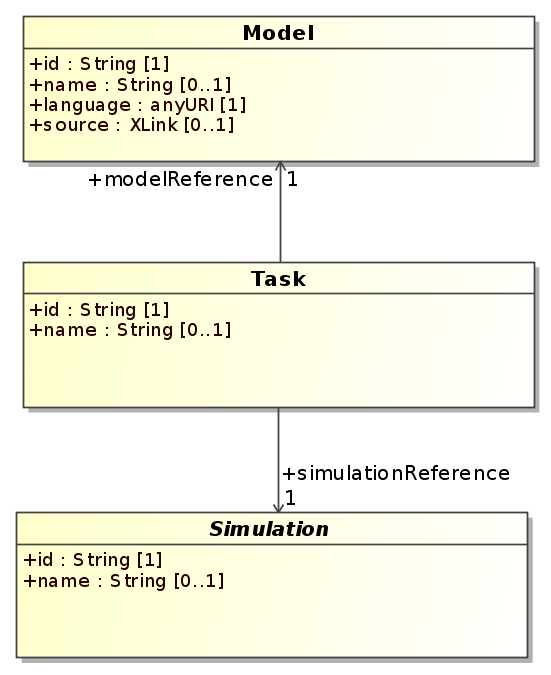 Model
+id : String [1]
+name : String [0..1]
+language : anyURI [1]
+source : XLink [0..1]
+modelReference 1
Task
+id : String [1]
+name : String [0..1]
+simulationReference
1
Simulation
+id : String [1]
+name : String [0..1]